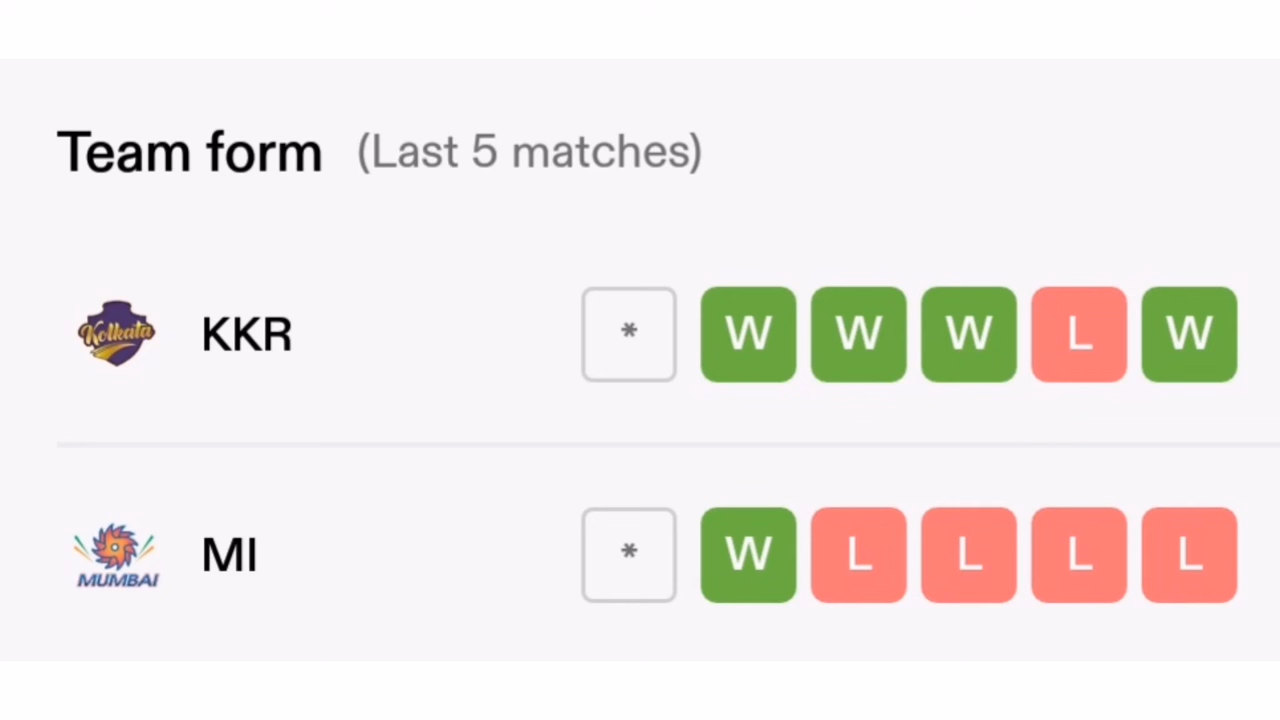 Team form (Last 5 matches)
Kolkata
KKR * W W W L W
MUMBAI
MI * W L L L L